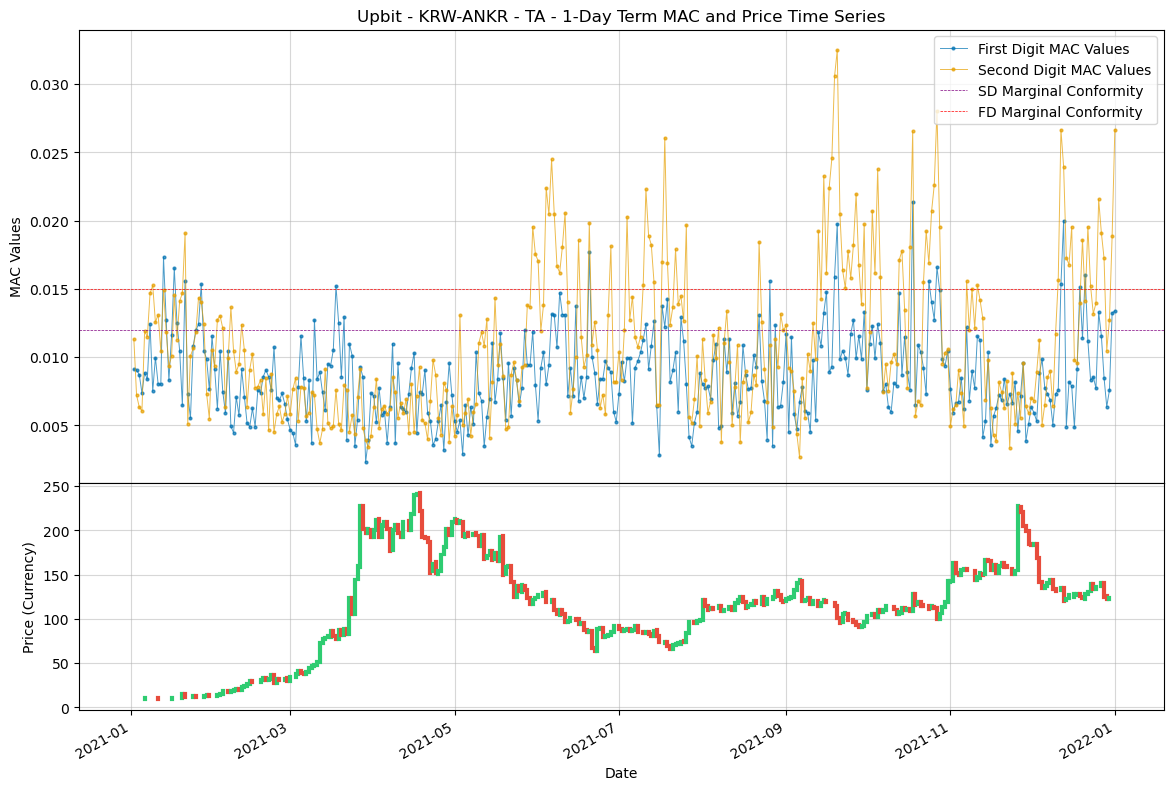 Upbit - KRW-ANKR - TA - 1-Day Term MAC and Price Time Series
First Digit MAC Values
Second Digit MAC Values
SD Marginal Conformity
FD Marginal Conformity
MAC Values
0.030
0.025
0.020
0.015
0.010
0.005
Price (Currency)
250
200
150
100
50
0
2021-01
2021-03
2021-05
2021-07
2021-09
2021-11
2022-01
Date